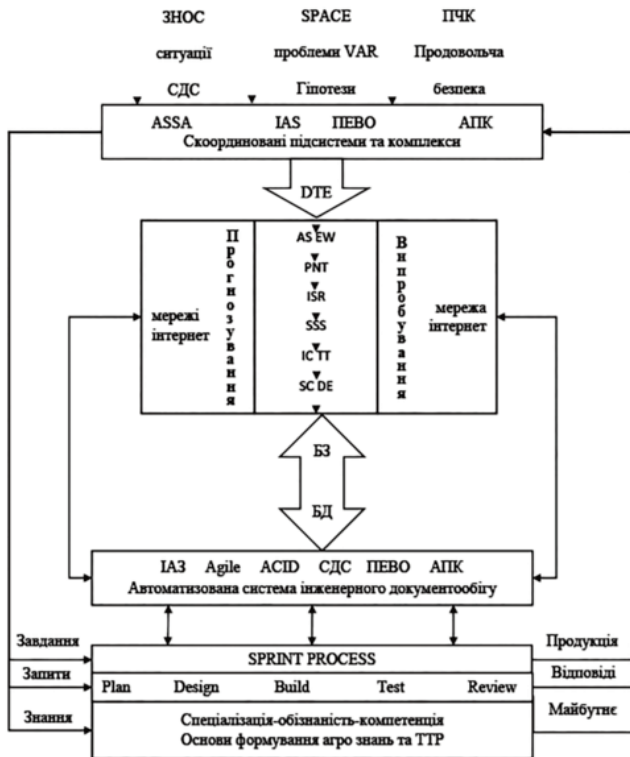 ЗНОС SPACE ПЧК
ситуації проблеми VAR Продовольча
СДС Гіпотези безпека
ASSA IAS ПЕВО АПК
Скоординовані підсистеми та комплекси
DTE
мережі інтернет
Прогнозування
AS EW
PNT
ISR
SSS
IC TT
SC DE
Випробування
мережа інтернет
БЗ
БД
ІАЗ Agile ACID СДС ПЕВО АПК
Автоматизована система інженерного документообігу
Завдання
Запити
Знання
SPRINT PROCESS
Plan Design Build Test Review
Спеціалізація-обізнаність-компетенція
Основи формування агро знань та ТТР
Продукція
Відповіді
Майбутнє